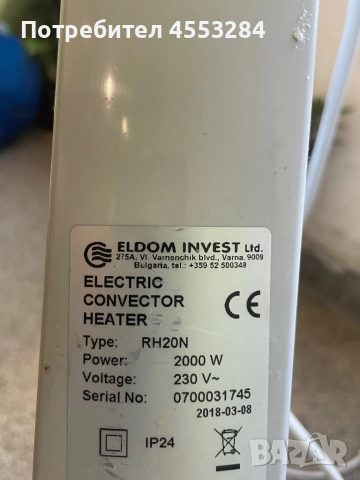 Потребител 4553284
ELDOM INVEST Ltd.
275A, Vl. Varnenchik blvd., Varna, 9009
Bulgaria, tel.: +359 52 500349
ELECTRIC
CONVECTOR
HEATER
CE
Type: RH20N
Power: 2000 W
Voltage: 230 V~
Serial No: 0700031745
2018-03-08
IP24
BAZAR